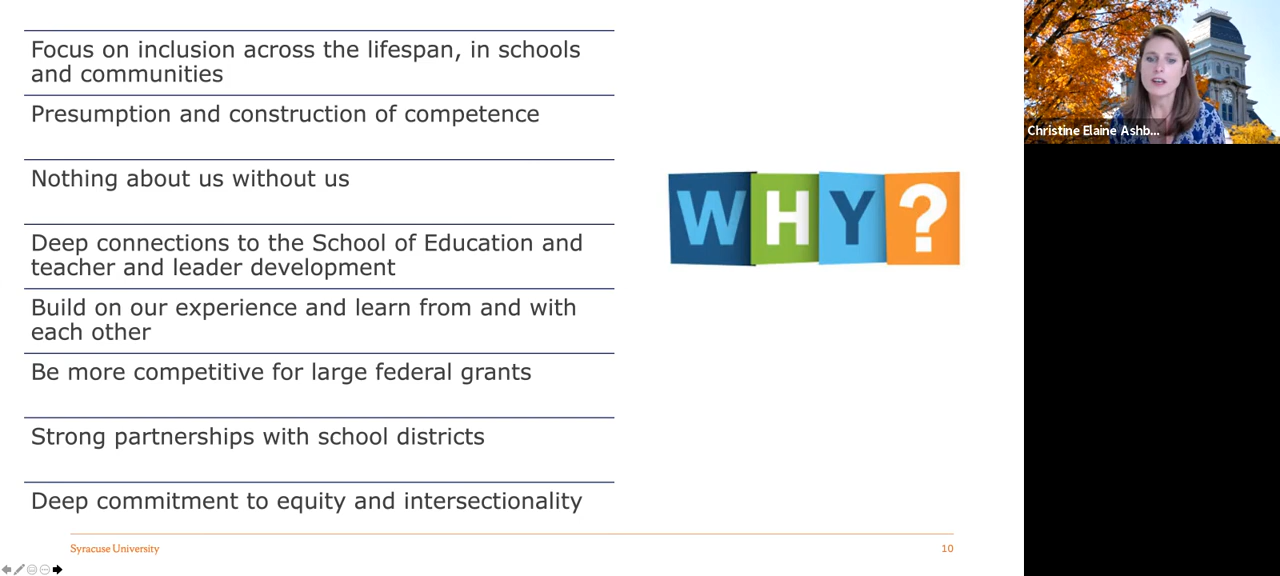 Focus on inclusion across the lifespan, in schools
and communities
Presumption and construction of competence
Nothing about us without us
Deep connections to the School of Education and
teacher and leader development
Build on our experience and learn from and with
each other
Be more competitive for large federal grants
Strong partnerships with school districts
Deep commitment to equity and intersectionality
WHY?
Syracuse University
10
Christine Elaine Ashb...